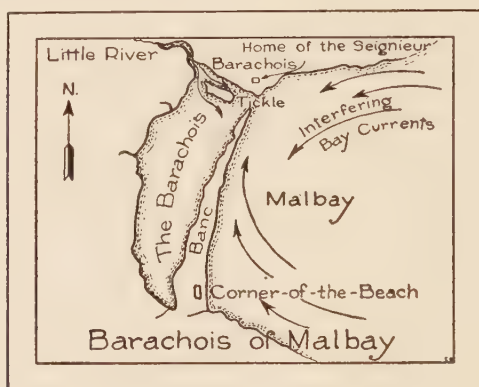 Little River
Home of the Seignieur
Barachois
Tickle
N.
Interfering
Bay Currents
The Barachois
Banc
Malbay
Corner-of-the-Beach
Barachois of Malbay